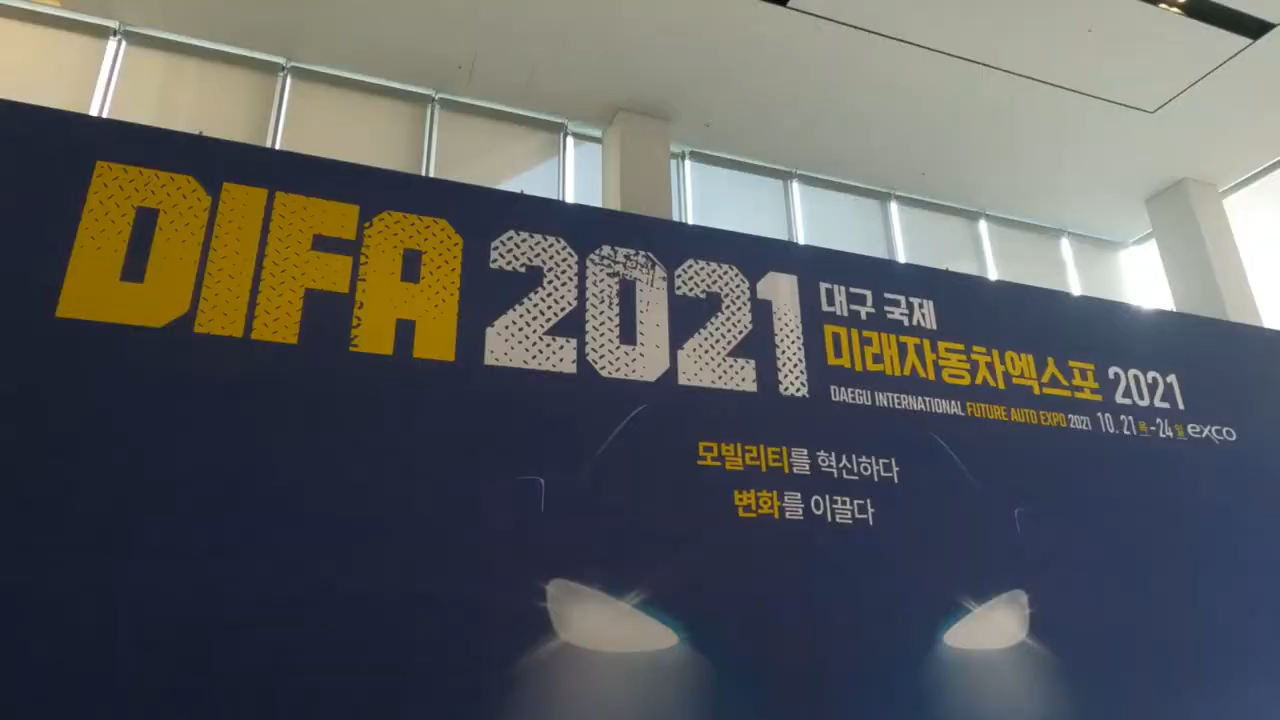 DIFA 2021
대구 국제
미래자동차엑스포 2021
DAEGU INTERNATIONAL FUTURE AUTO EXPO 2021 10. 21 목 - 24 일 exco
모빌리티를 혁신하다
변화를 이끌다